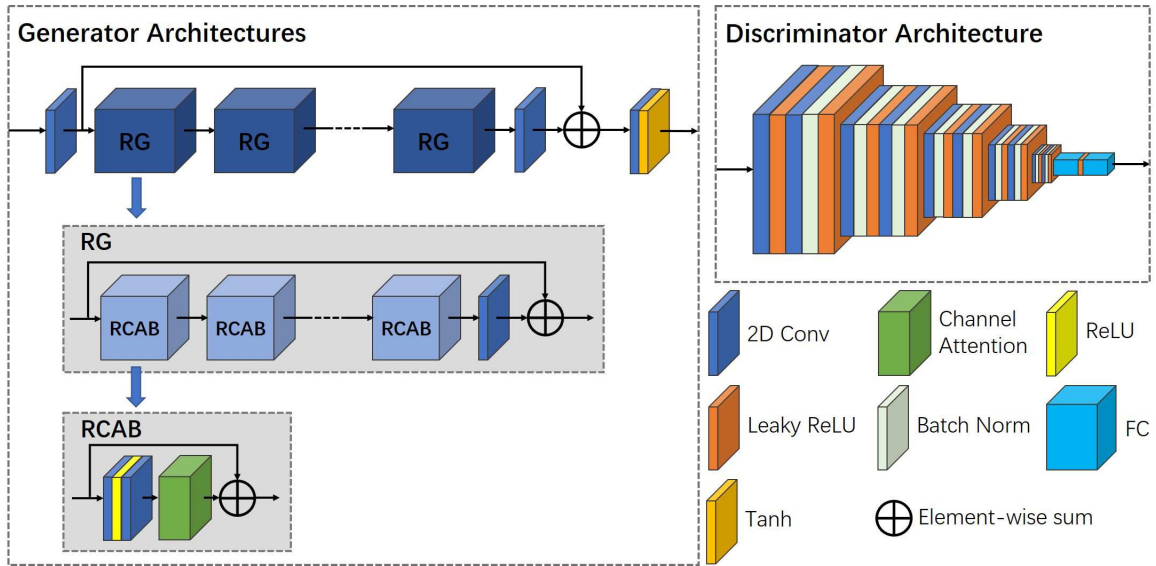 Generator Architectures
RG
RG
RG
RG
RCAB
RCAB
RCAB
RCAB
Discriminator Architecture
2D Conv
Channel
Attention
ReLU
Leaky ReLU
Batch Norm
FC
Tanh
Element-wise sum